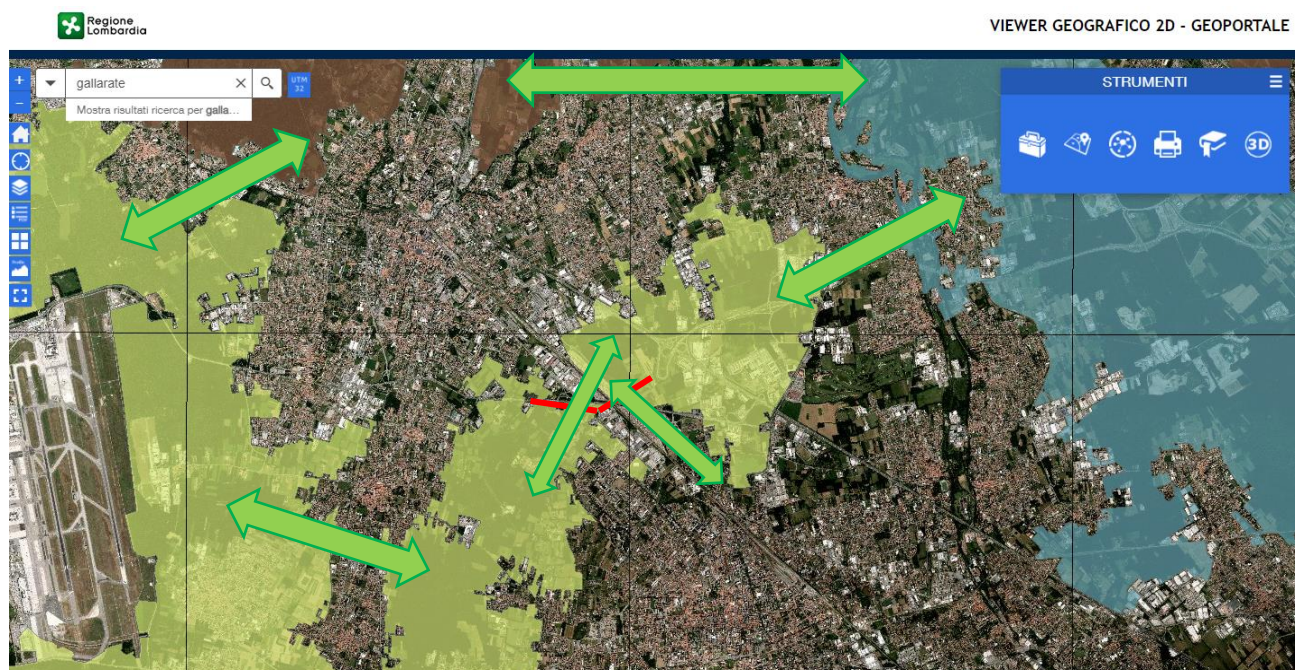 Regione
Lombardia
VIEWER GEOGRAFICO 2D - GEOPORTALE
gallarate
UTM
32
STRUMENTI
Mostra risultati ricerca per galla...
3D